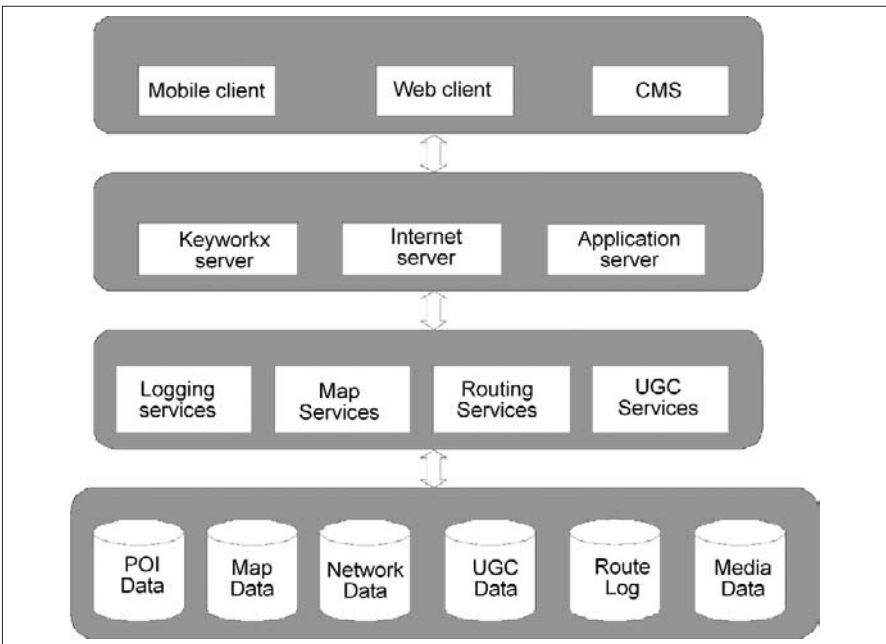 Mobile client
Web client
CMS
Keyworkx
server
Internet
server
Application
server
Logging
services
Map
Services
Routing
Services
UGC
Services
POI
Data
Map
Data
Network
Data
UGC
Data
Route
Log
Media
Data